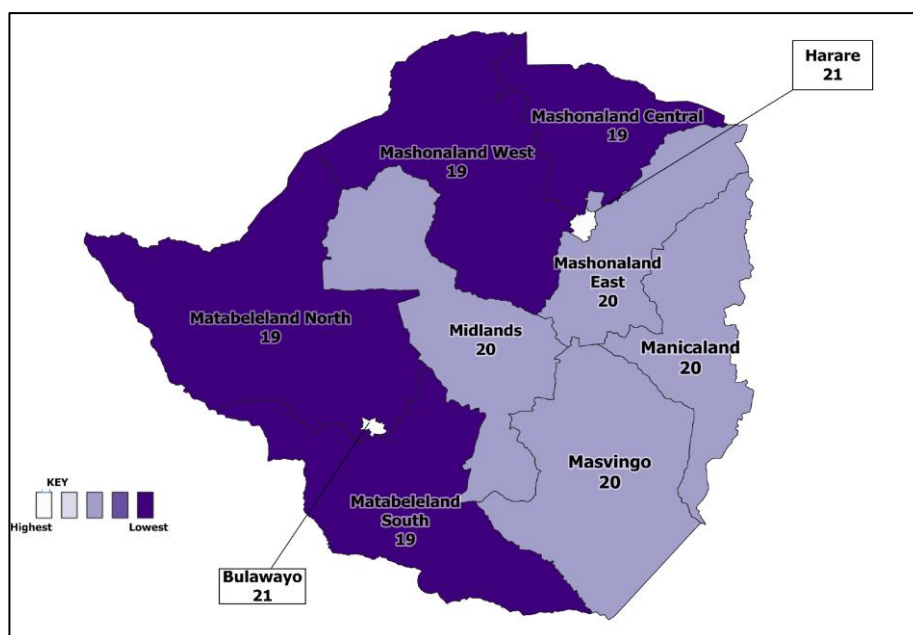 Harare
21
Mashonaland Central
19
Mashonaland West
19
Mashonaland
East
20
Matabeleland North
19
Midlands
20
Manicaland
20
Masvingo
20
KEY
Highest
Lowest
Matabeleland
South
19
Bulawayo
21